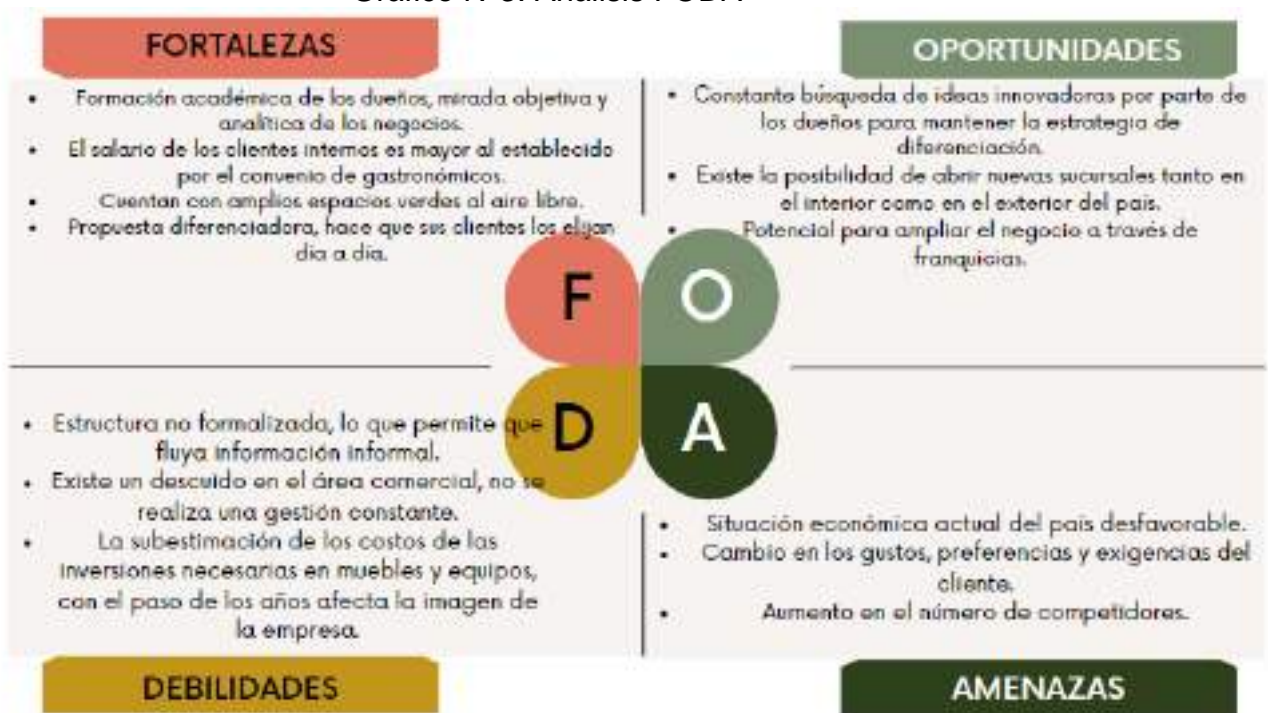 Gráfico N°3. Análisis FODA
FORTALEZAS
• Formación académica de los dueños, mirada objetiva y
analítica de los negocios.
• El salario de los clientes internos es mayor al establecido
por el convenio de gastronómicos.
• Cuentan con amplios espacios verdes al aire libre.
• Propuesta diferenciadora, hace que sus clientes los elijan
día a día.
OPORTUNIDADES
• Constante búsqueda de ideas innovadoras por parte de
los dueños para mantener la estrategia de
diferenciación.
• Existe la posibilidad de abrir nuevas sucursales tanto en
el interior como en el exterior del país.
• Potencial para ampliar el negocio a través de
franquicias.
F
O
D
A
• Estructura no formalizada, lo que permite que
fluya información informal.
• Existe un descuido en el área comercial, no se
realiza una gestión constante.
• La subestimación de los costos de las
inversiones necesarias en muebles y equipos,
con el paso de los años afecta la imagen de
la empresa.
DEBILIDADES
• Situación económica actual del país desfavorable.
• Cambio en los gustos, preferencias y exigencias del
cliente.
• Aumento en el número de competidores.
AMENAZAS